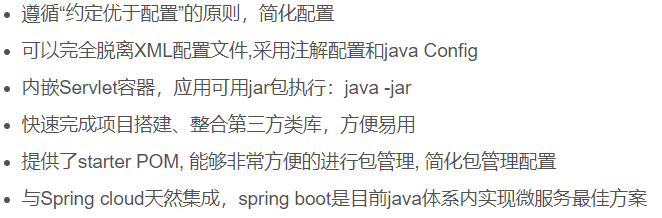 遵循“约定优于配置”的原则，简化配置
可以完全脱离XML配置文件,采用注解配置和java Config
内嵌Servlet容器，应用可用jar包执行：java -jar
快速完成项目搭建、整合第三方类库，方便易用
提供了starter POM, 能够非常方便的进行包管理, 简化包管理配置
与Spring cloud天然集成，spring boot是目前java体系内实现微服务最佳方案